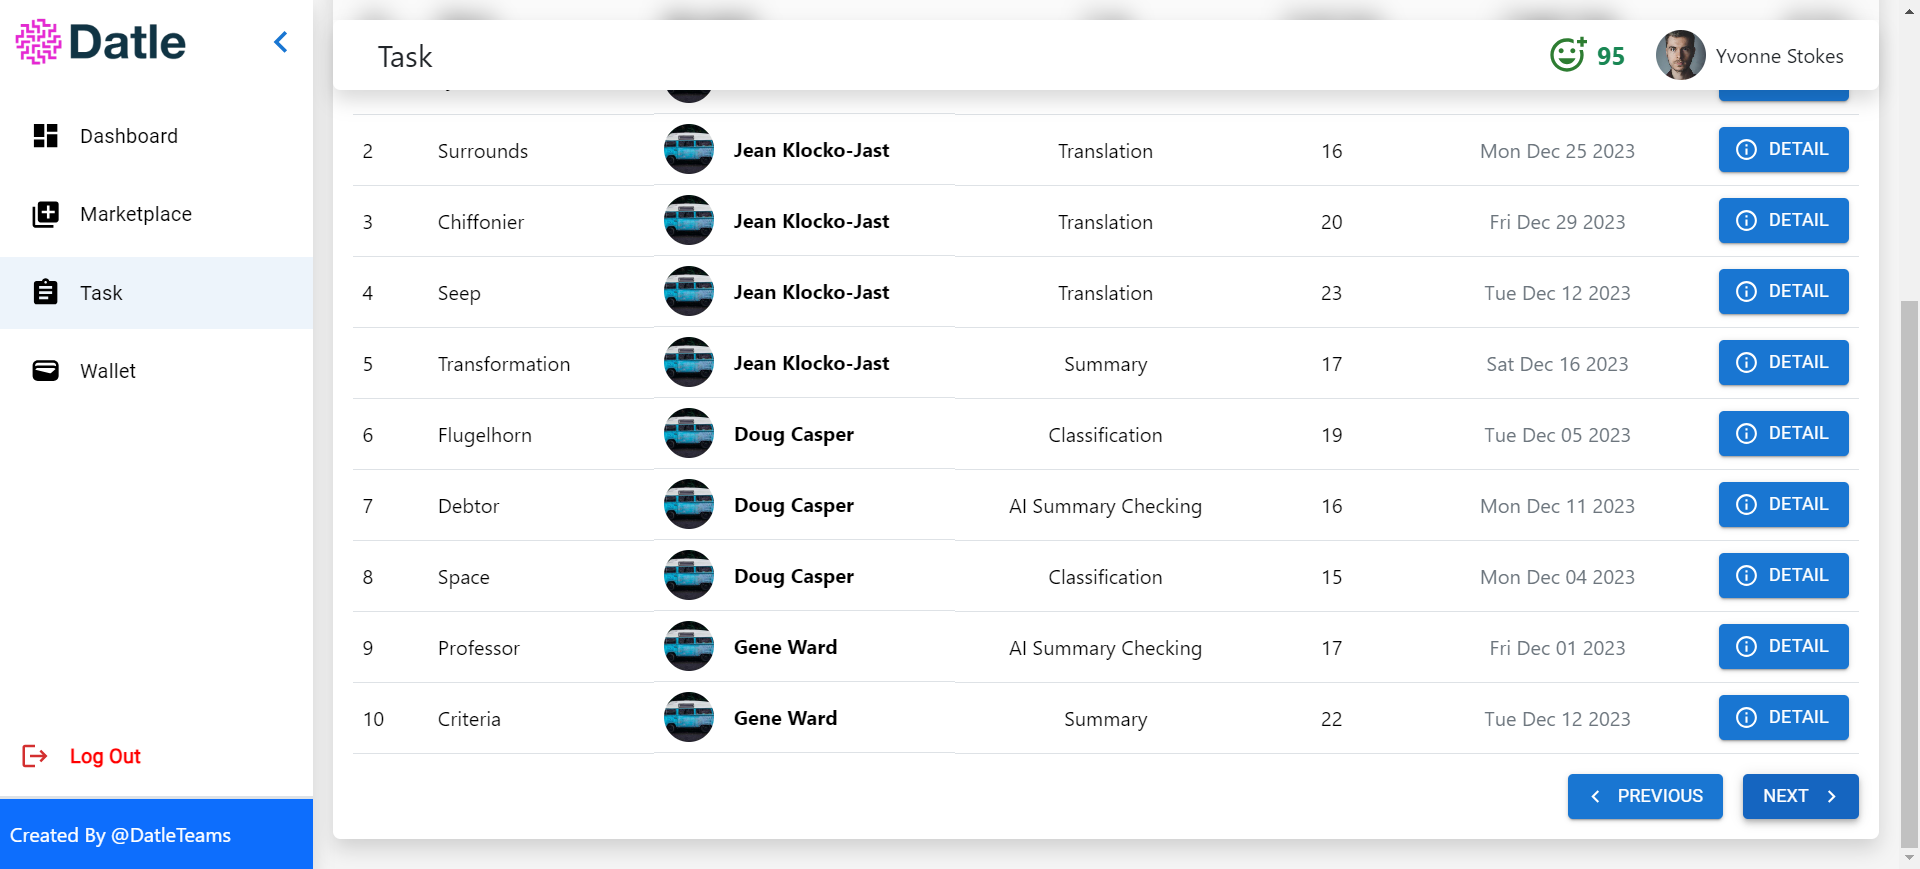 Datle
Task
95
Yvonne Stokes
Dashboard
Marketplace
Task
Wallet
Log Out
Created By @DatleTeams
2 Surrounds Jean Klocko-Jast Translation 16 Mon Dec 25 2023 DETAIL
3 Chiffonier Jean Klocko-Jast Translation 20 Fri Dec 29 2023 DETAIL
4 Seep Jean Klocko-Jast Translation 23 Tue Dec 12 2023 DETAIL
5 Transformation Jean Klocko-Jast Summary 17 Sat Dec 16 2023 DETAIL
6 Flugelhorn Doug Casper Classification 19 Tue Dec 05 2023 DETAIL
7 Debtor Doug Casper AI Summary Checking 16 Mon Dec 11 2023 DETAIL
8 Space Doug Casper Classification 15 Mon Dec 04 2023 DETAIL
9 Professor Gene Ward AI Summary Checking 17 Fri Dec 01 2023 DETAIL
10 Criteria Gene Ward Summary 22 Tue Dec 12 2023 DETAIL
PREVIOUS
NEXT